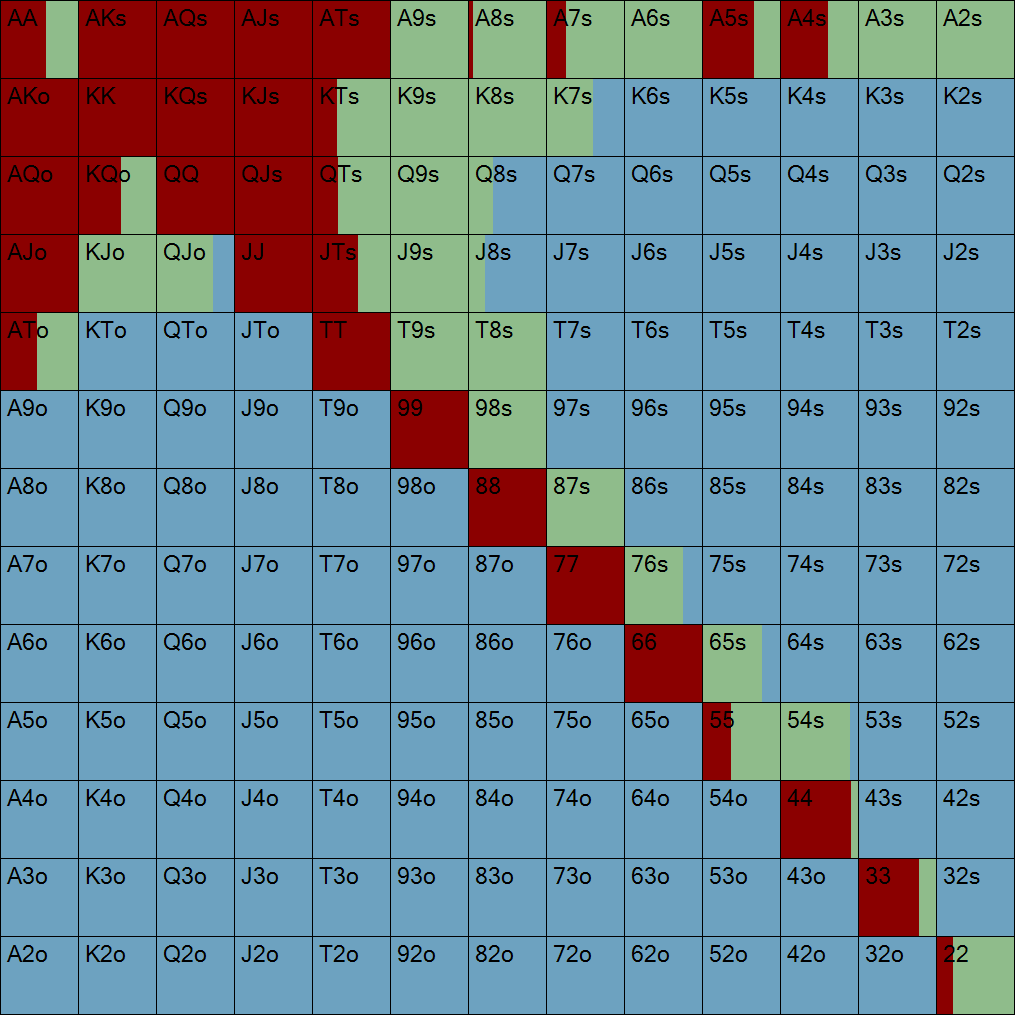 AA AKs AQs AJs ATs A9s A8s A7s A6s A5s A4s A3s A2s
AKo KK KQs KJs KTs K9s K8s K7s K6s K5s K4s K3s K2s
AQo KQo QQ QJs QTs Q9s Q8s Q7s Q6s Q5s Q4s Q3s Q2s
AJo KJo QJo JJ JTs J9s J8s J7s J6s J5s J4s J3s J2s
ATo KTo QTo JTo TT T9s T8s T7s T6s T5s T4s T3s T2s
A9o K9o Q9o J9o T9o 99 98s 97s 96s 95s 94s 93s 92s
A8o K8o Q8o J8o T8o 98o 88 87s 86s 85s 84s 83s 82s
A7o K7o Q7o J7o T7o 97o 87o 77 76s 75s 74s 73s 72s
A6o K6o Q6o J6o T6o 96o 86o 76o 66 65s 64s 63s 62s
A5o K5o Q5o J5o T5o 95o 85o 75o 65o 55 54s 53s 52s
A4o K4o Q4o J4o T4o 94o 84o 74o 64o 54o 44 43s 42s
A3o K3o Q3o J3o T3o 93o 83o 73o 63o 53o 43o 33 32s
A2o K2o Q2o J2o T2o 92o 82o 72o 62o 52o 42o 32o 22